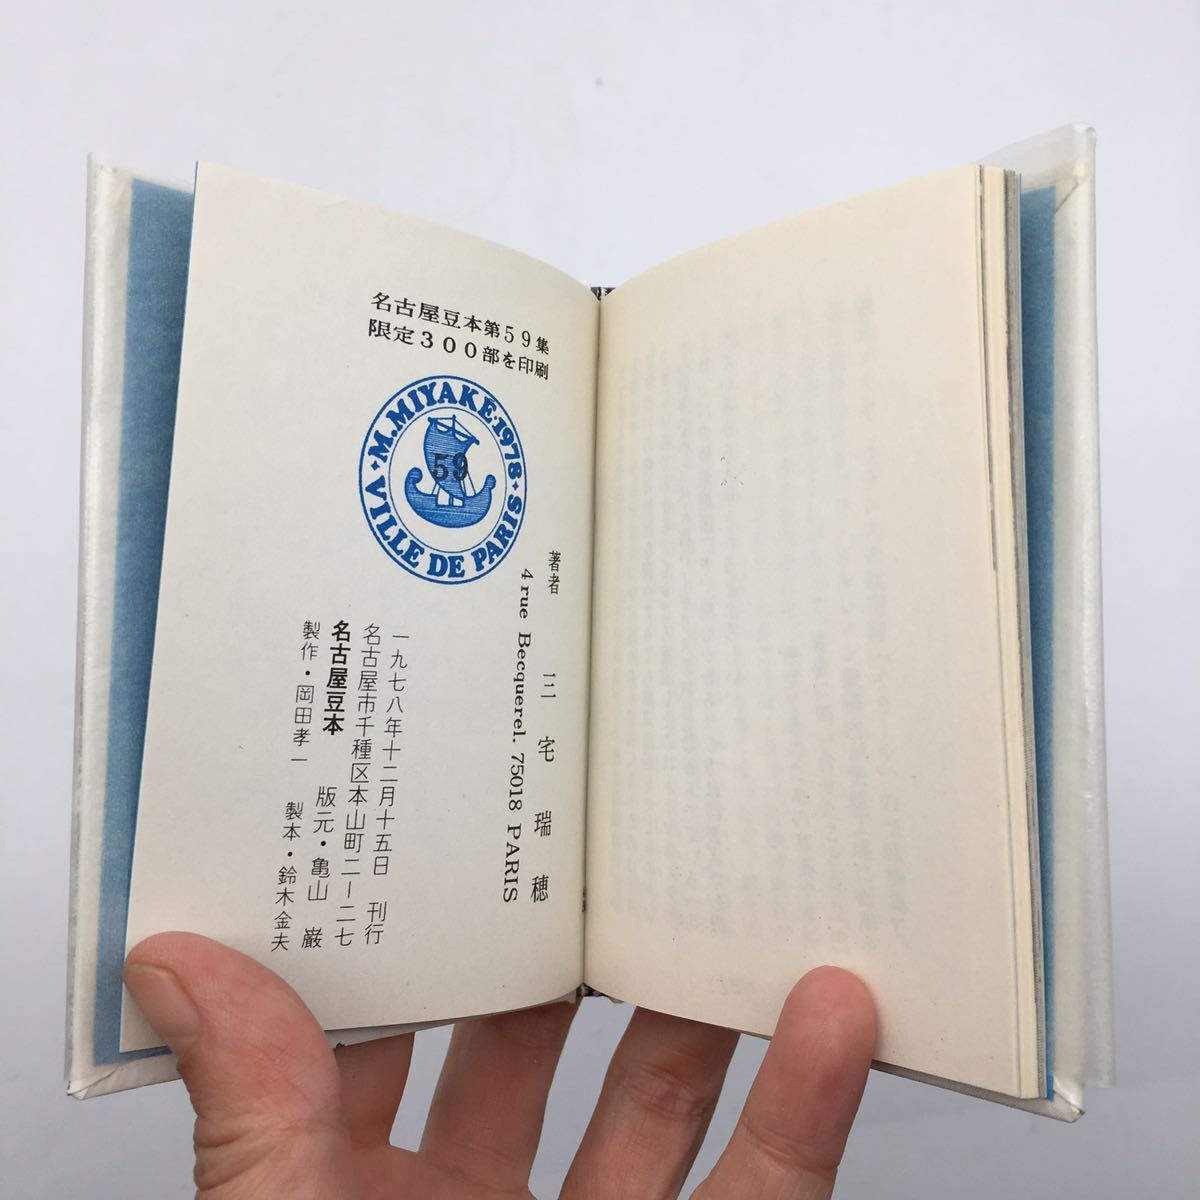 名古屋豆本第59集
限定300部を印刷
M.MIYAKÉ·1978
VILLE DE PARIS
59
著者 三宅瑞穂
4 rue Becquerel. 75018 PARIS
一九七八年十二月十五日 刊行
名古屋市千種区本山町二ー二七
名古屋豆本 版元・亀山 巌
製作・岡田孝一 製本・鈴木金夫